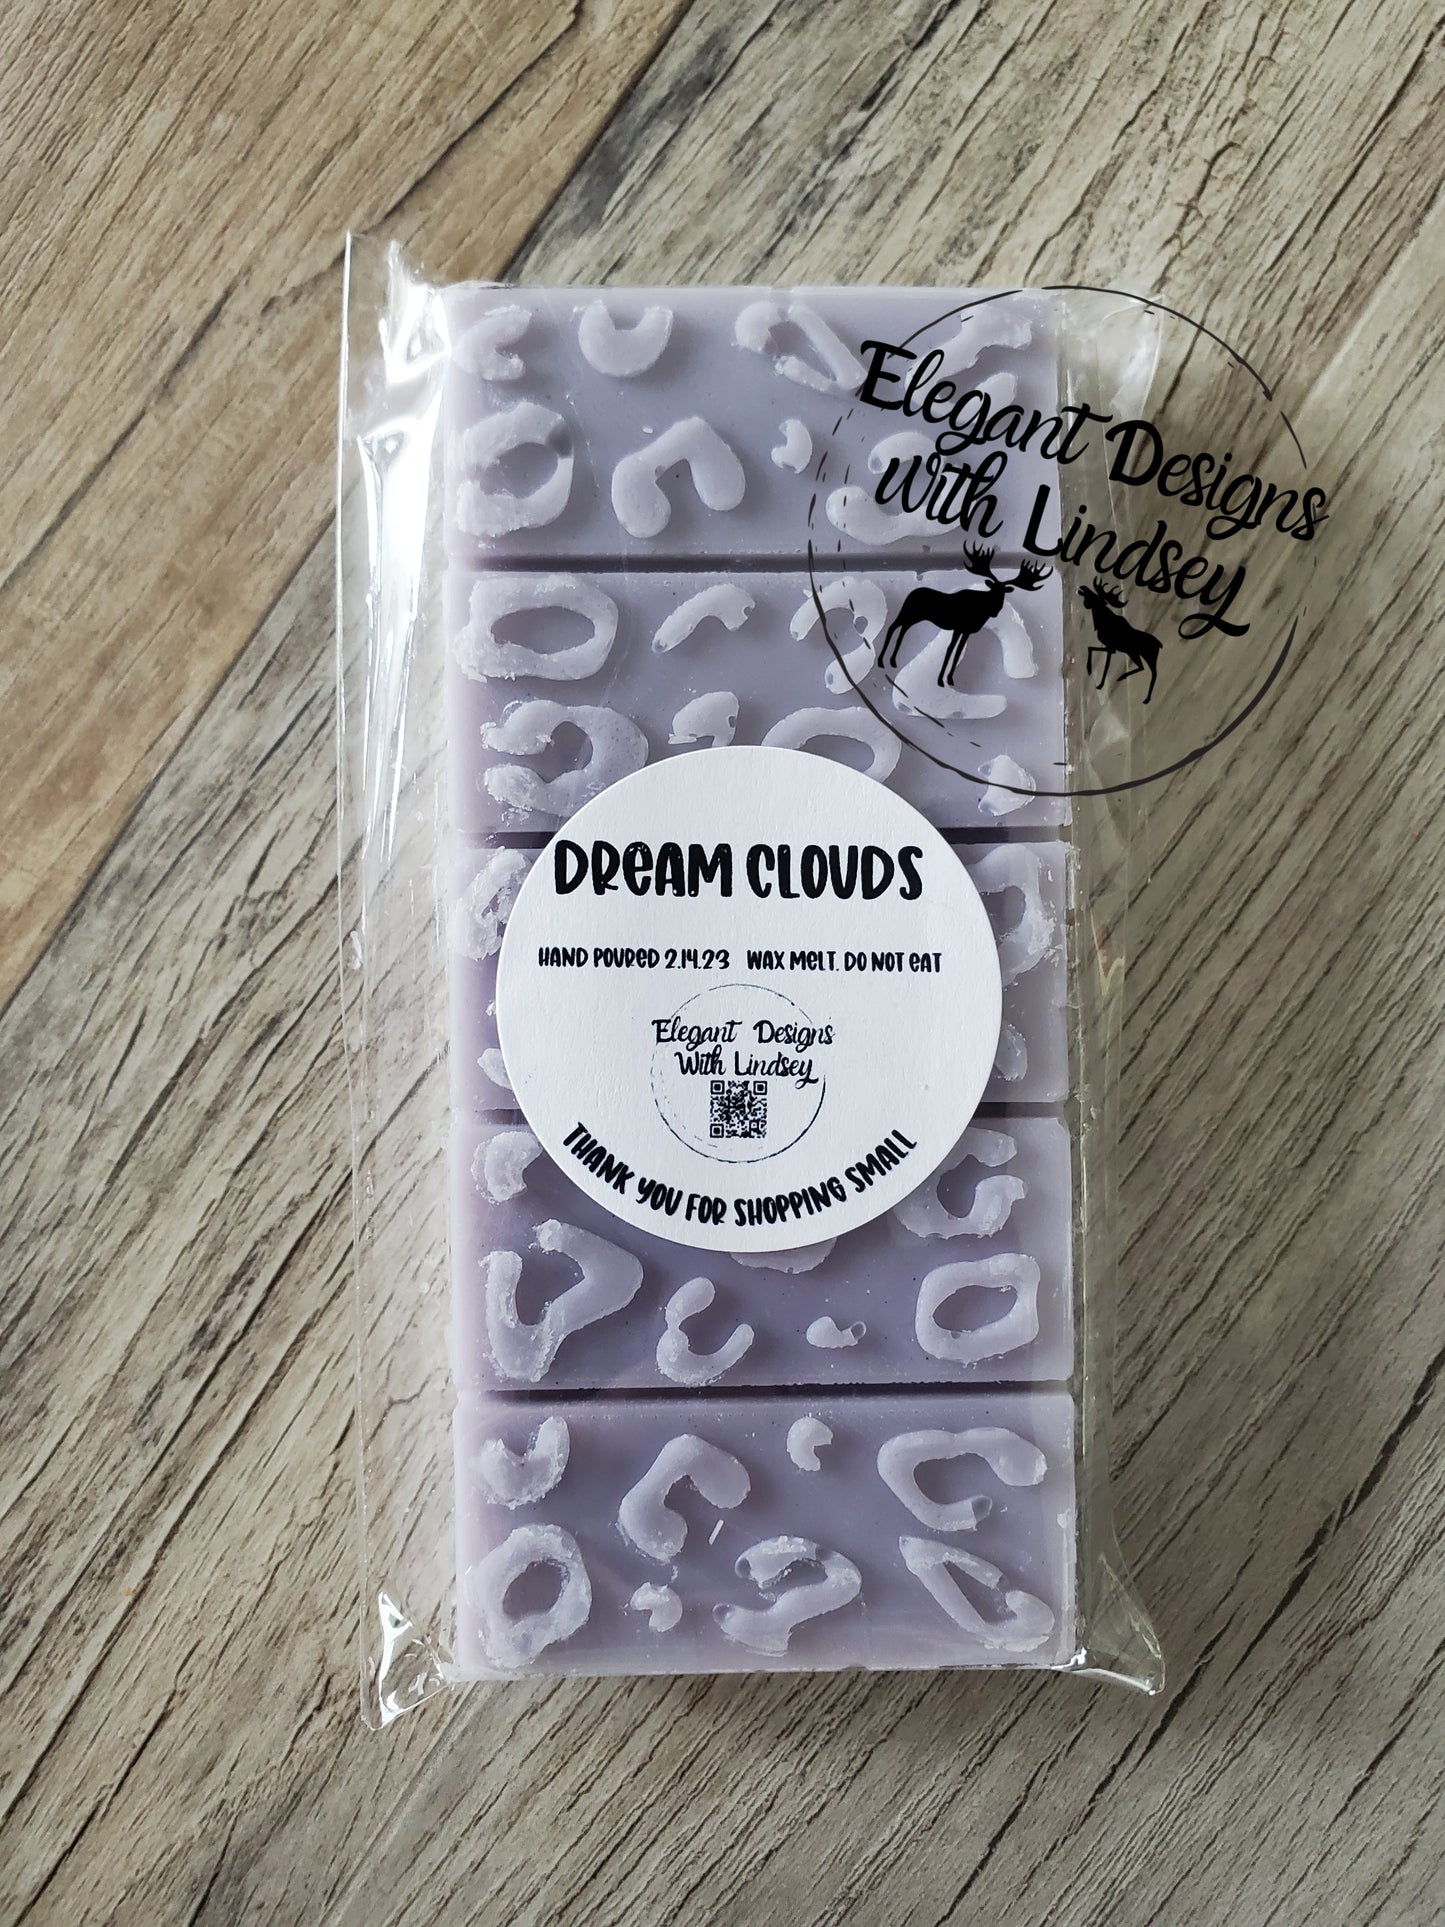 Elegant Designs
with Lindsey
DREAM CLOUDS
HAND POURED 2.14.23 WAX MELT. DO NOT EAT
Elegant Designs
With Lindsey
THANK YOU FOR SHOPPING SMALL